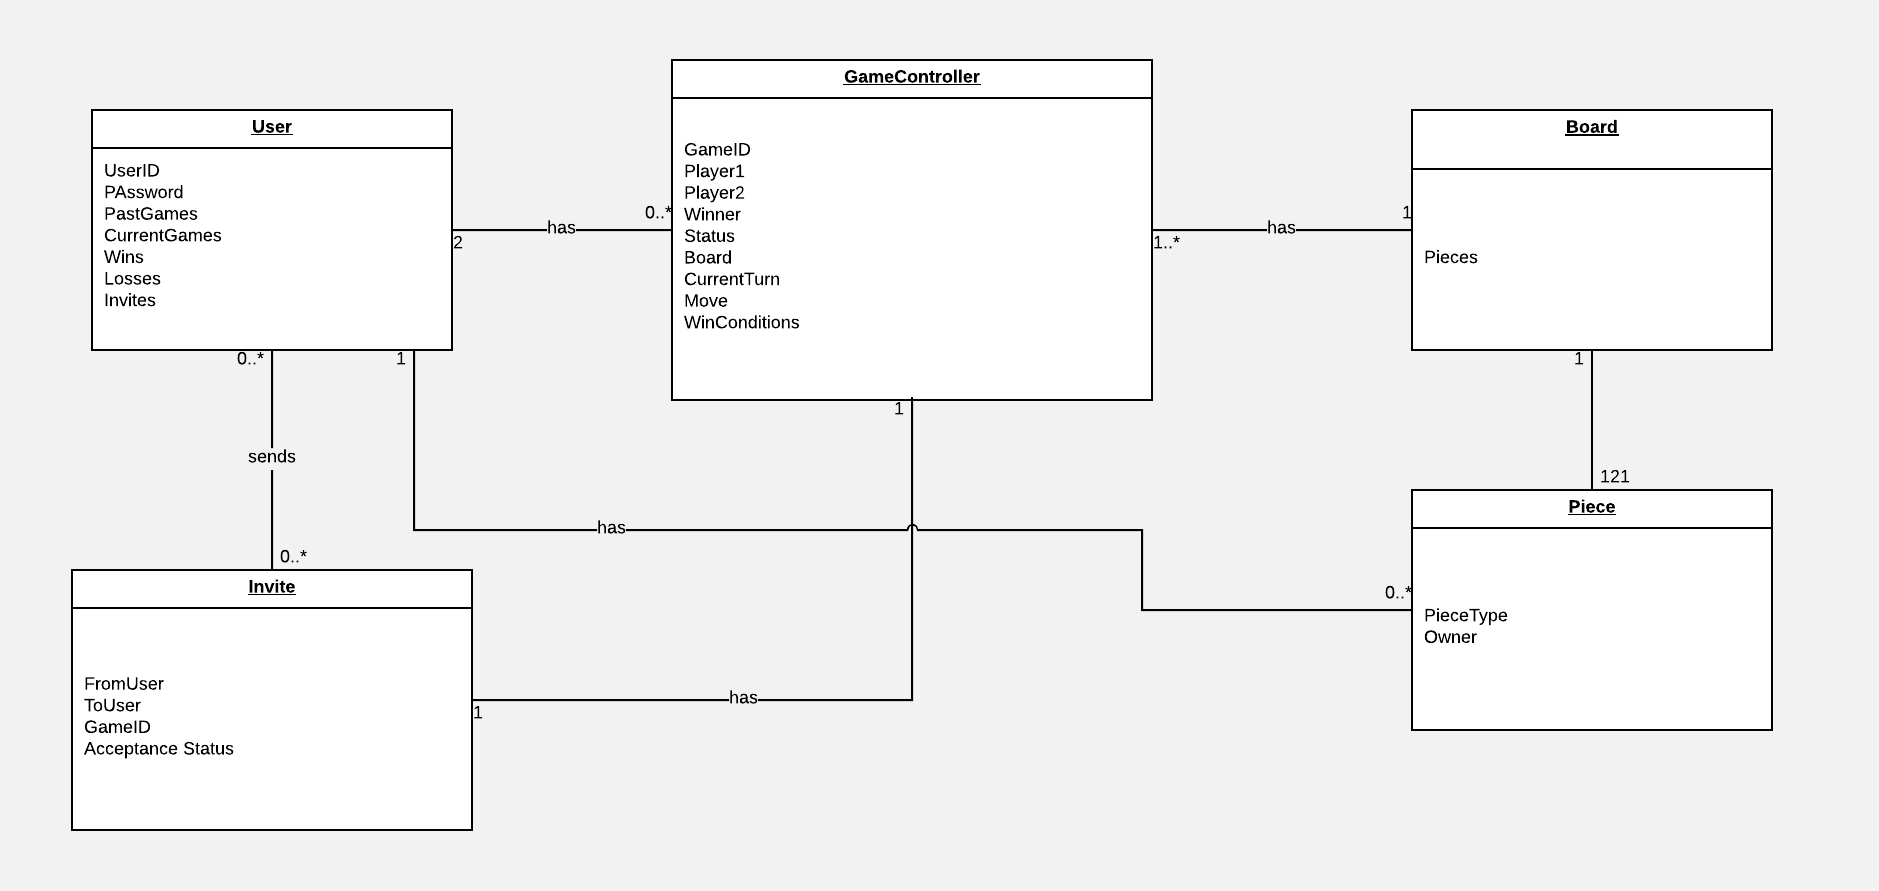 GameController
GameID
Player1
Player2
Winner
Status
Board
CurrentTurn
Move
WinConditions
User
UserID
PAssword
PastGames
CurrentGames
Wins
Losses
Invites
Board
Pieces
2
has
0..*
1..*
has
1
0..*
sends
0..*
1
has
0..*
1
has
1
1
121
Invite
FromUser
ToUser
GameID
Acceptance Status
Piece
PieceType
Owner